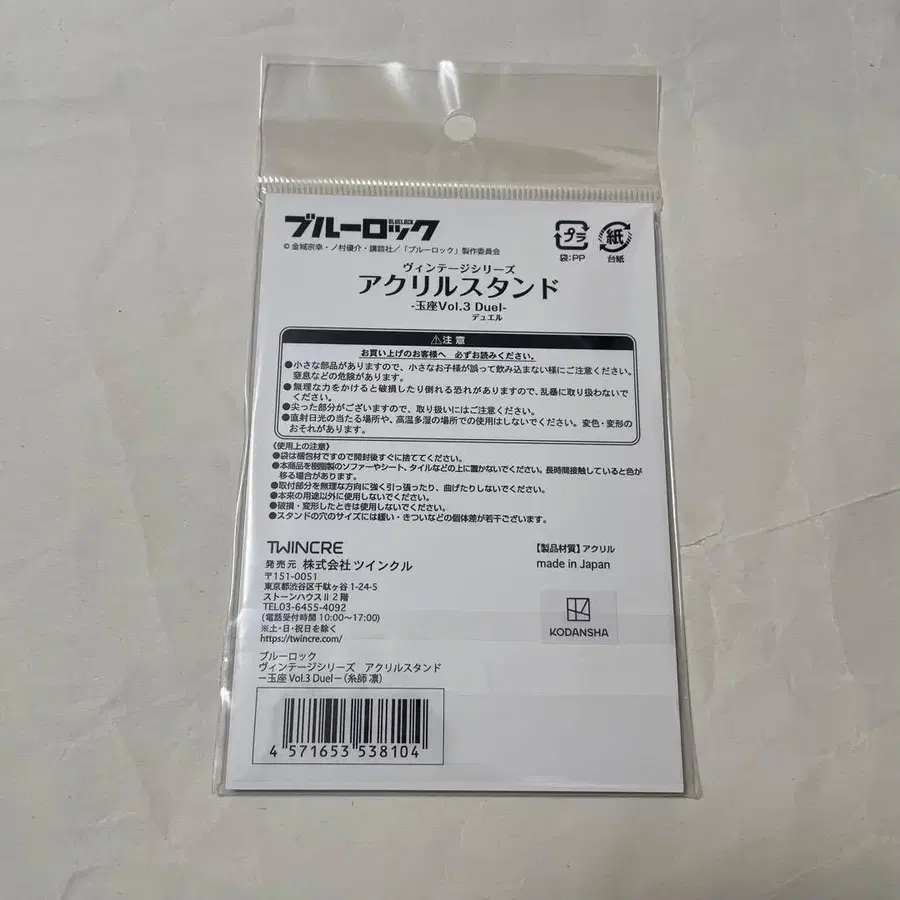 ブルーロック
BLUELOCK
© 金城宗幸・ノ村優介・講談社/「ブルーロック」製作委員会
プラ
袋:PP
紙
台紙
ヴィンテージシリーズ
アクリルスタンド
-玉座Vol.3 Duel-
デュエル
⚠注意
お買い上げのお客様へ 必ずお読みください。
●小さな部品がありますので、小さなお子様が誤って飲み込まない様にご注意ください。
窒息などの危険があります。
●無理な力をかけると破損したり倒れる恐れがありますので、乱暴に取り扱わないで
ください。
●尖った部分がございますので、取り扱いにはご注意ください。
●直射日光の当たる場所や、高温多湿の場所での使用はしないでください。変色・変形の
おそれがあります。
《使用上の注意》
●袋は梱包材ですので開封後すぐに捨ててください。
●本商品を樹脂製のソファーやシート、タイルなどの上に置かないでください。長時間接触していると色が
移る場合があります。
●取付部分を無理な方向に強く引っ張ったり、曲げたりしないでください。
●本来の用途以外に使用しないでください。
●破損・変形したときは使用しないでください。
●スタンドの穴のサイズには緩い・きついなどの個体差が若干ございます。
TWINCRE
発売元 株式会社ツインクル
〒151-0051
東京都渋谷区千駄ヶ谷 1-24-5
ストーンハウスⅡ2階
TEL03-6455-4092
(電話受付時間 10:00~17:00)
※土・日・祝日を除く
https://twincre.com/
【製品材質】アクリル
made in Japan
KODANSHA
ブルーロック
ヴィンテージシリーズ アクリルスタンド
ー玉座 Vol.3 Duelー(糸師 凛)
4 571653 538104